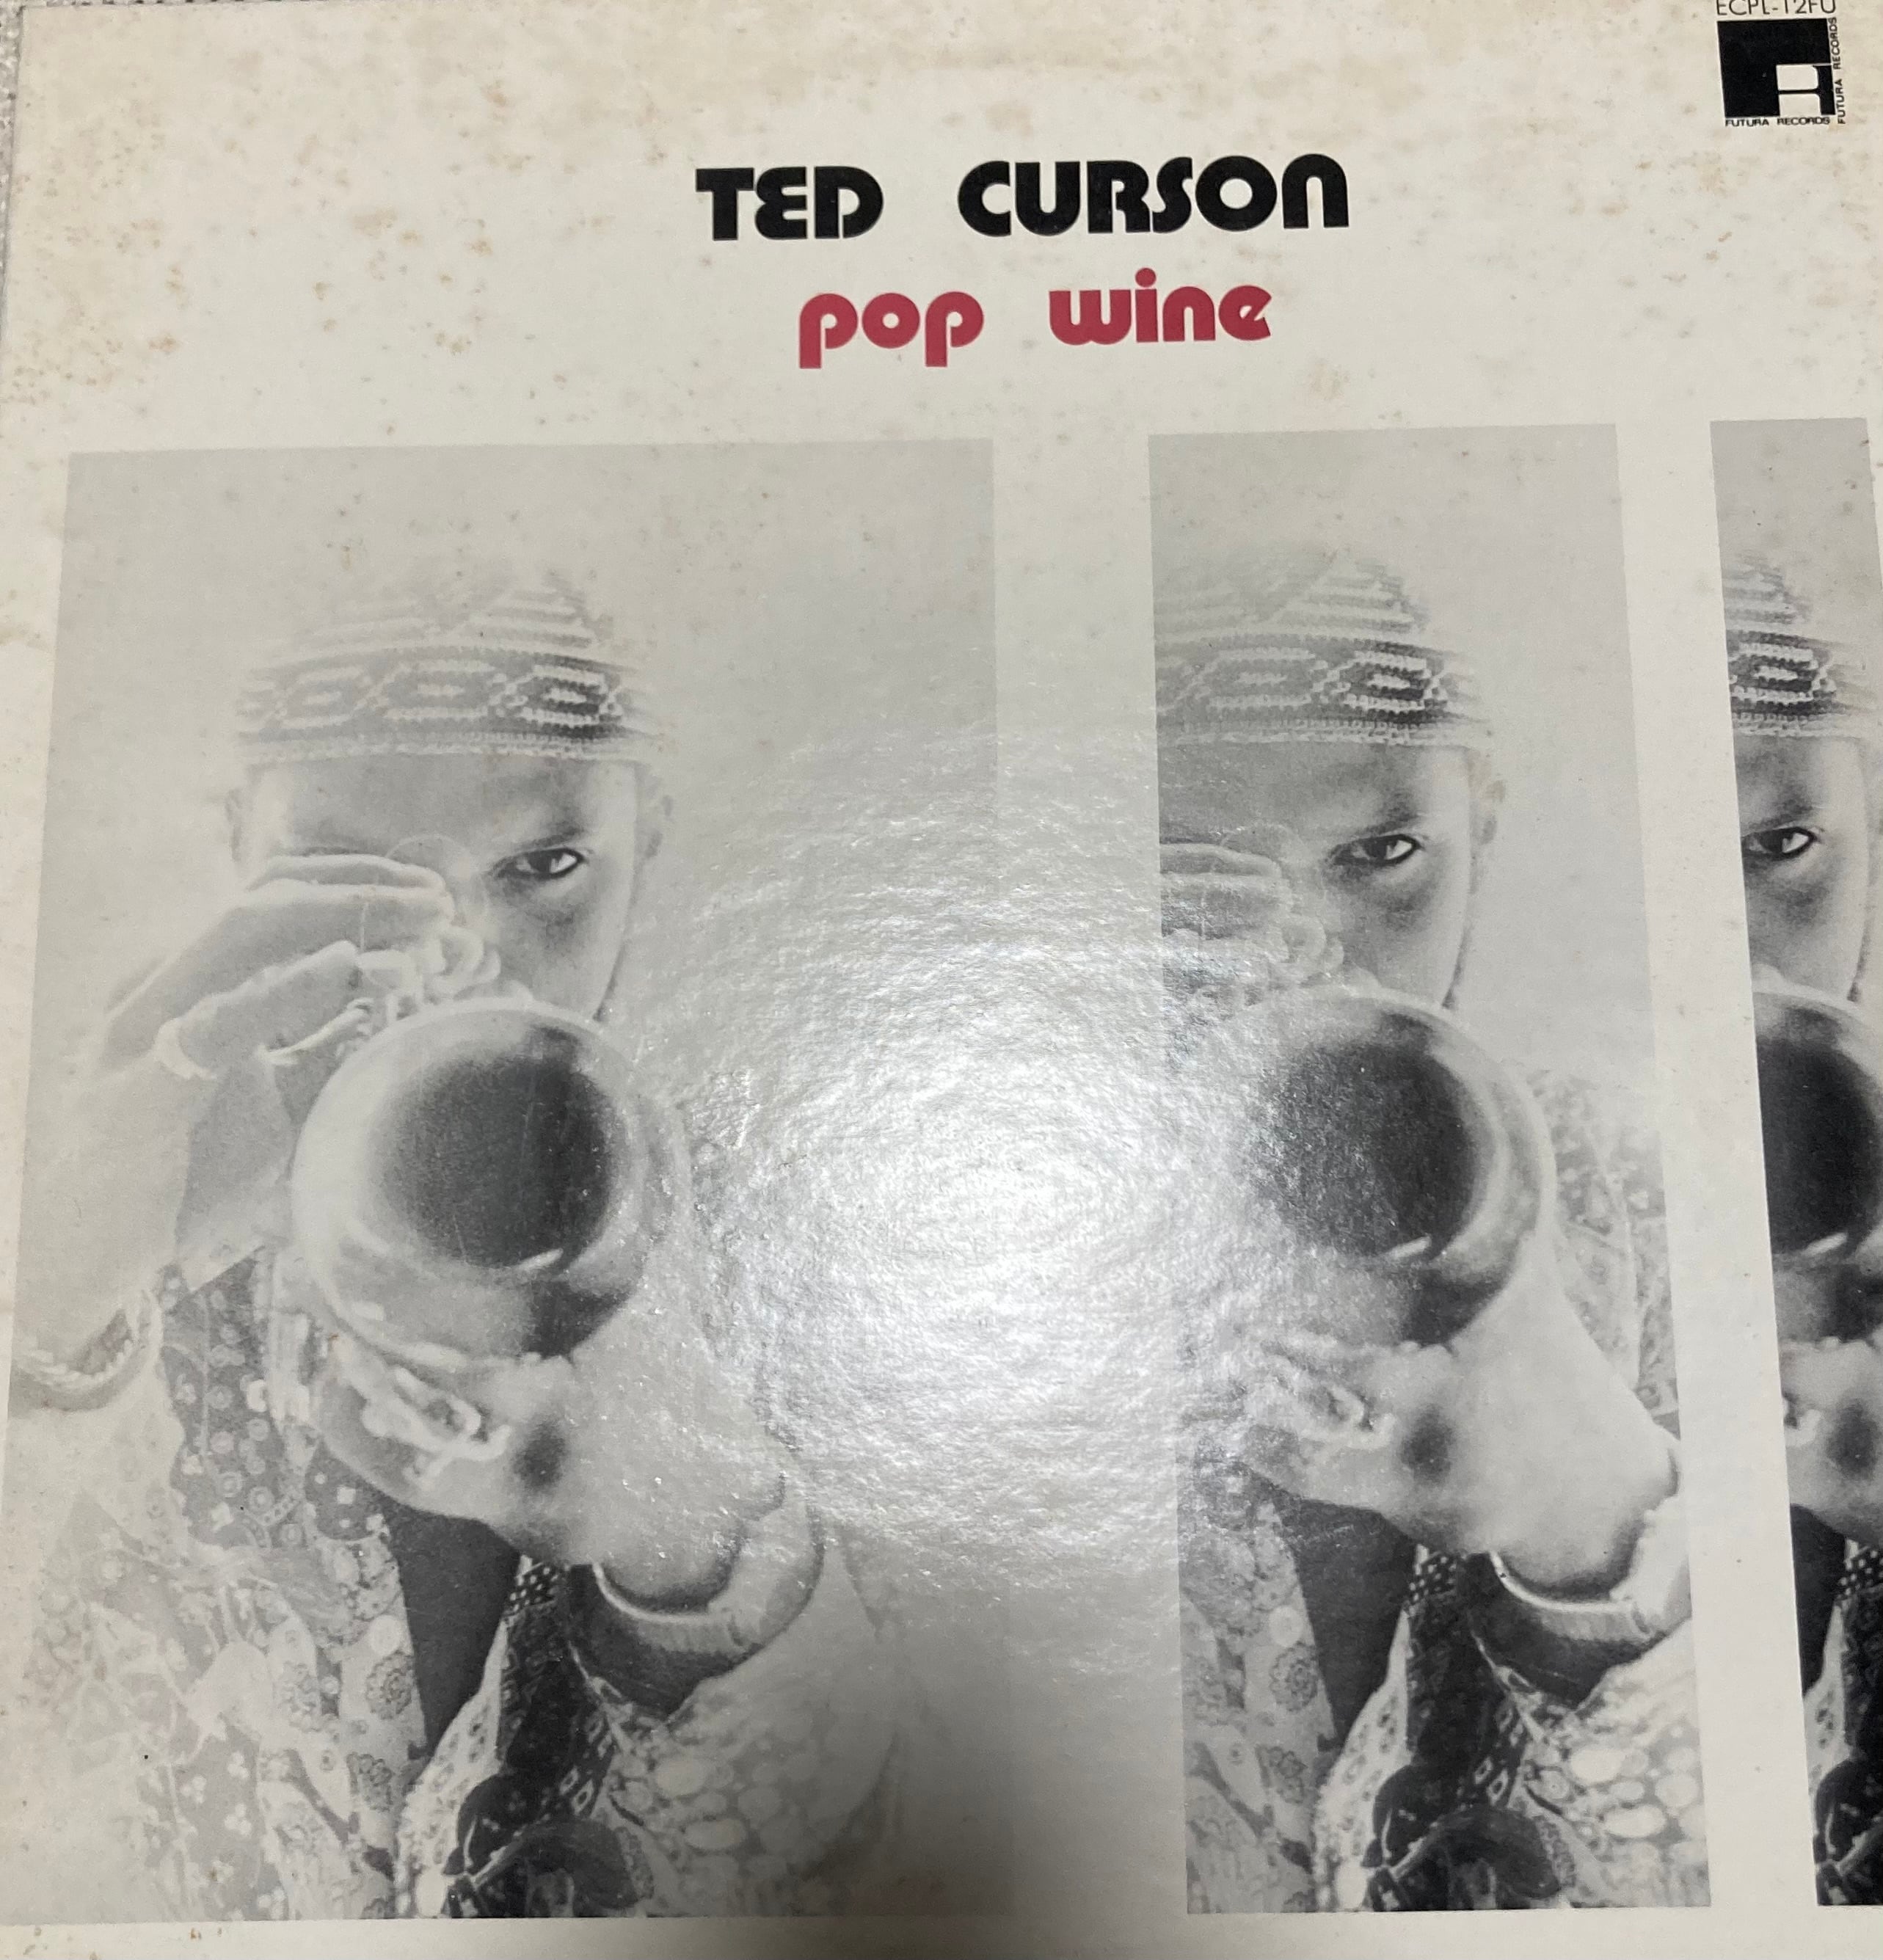 ECPL-12FU
FUTURA RECORDS
FUTURA RECORDS
TED CURSON
pop wine